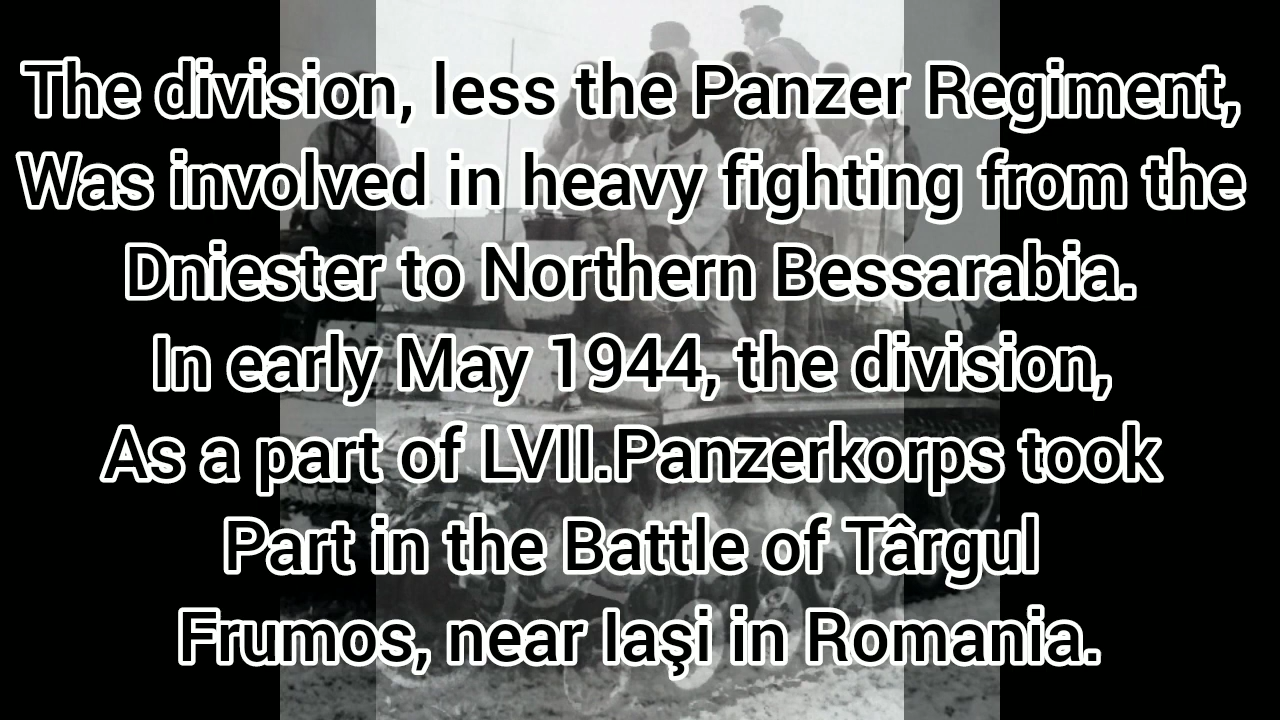 The division, less the Panzer Regiment,
Was involved in heavy fighting from the
Dniester to Northern Bessarabia.
In early May 1944, the division,
As a part of LVII.Panzerkorps took
Part in the Battle of Târgul
Frumos, near Iaşi in Romania.